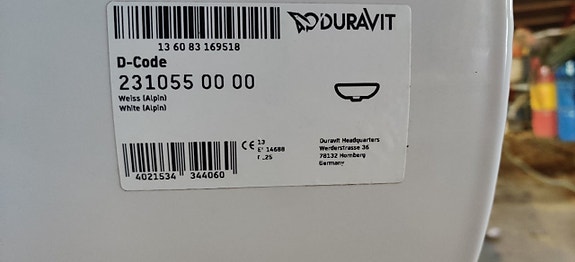 DURAVIT
13 60 83 169518
D-Code
231055 00 00
Weiss (Alpin)
White (Alpin)
CE 13
14688
Duravit Headquarters
Werderstrasse 36
78132 Hornberg
Germany
4021534 344060